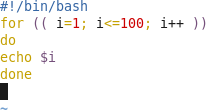 #!/bin/bash
for (( i=1; i<=100; i++ ))
do
echo $i
done
~